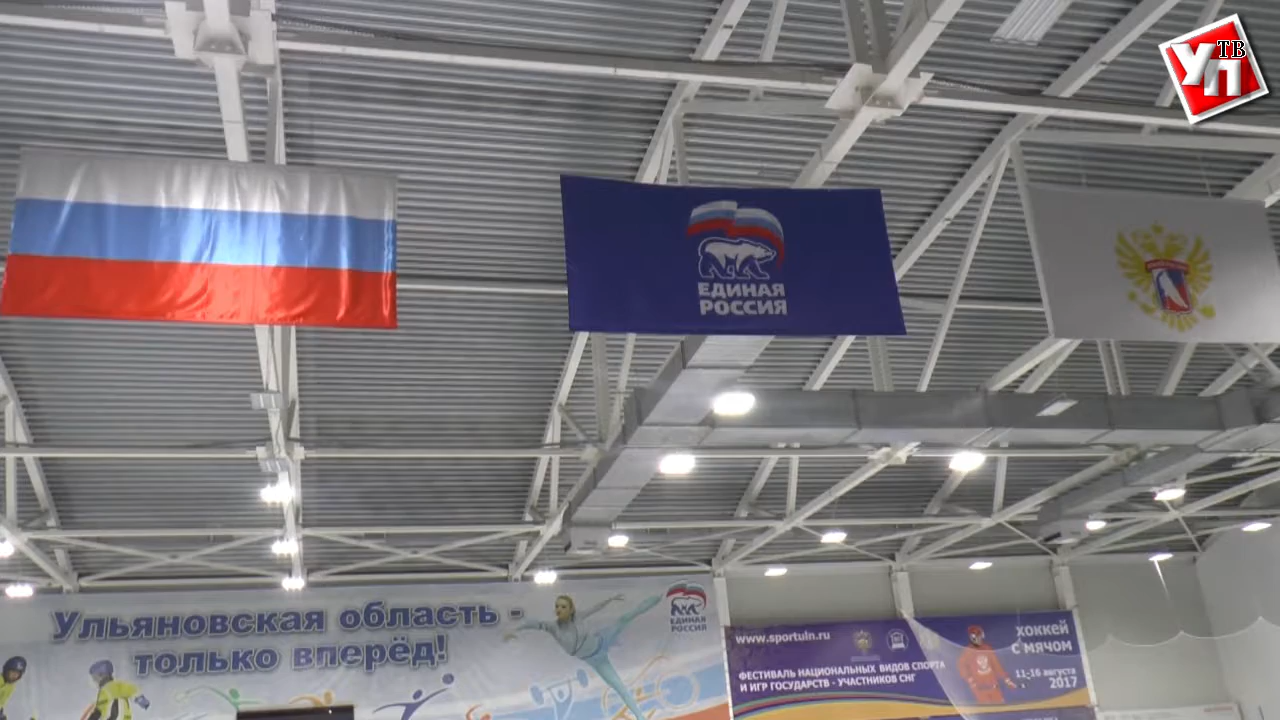 УП
ТВ
ЕДИНАЯ
РОССИЯ
Ульяновская область -
только вперёд!
ЕДИНАЯ
РОССИЯ
www.sportuln.ru
ФЕСТИВАЛЬ НАЦИОНАЛЬНЫХ ВИДОВ СПОРТА
И ИГР ГОСУДАРСТВ - УЧАСТНИКОВ СНГ
ХОККЕЙ
С МЯЧОМ
11-16 августа
2017